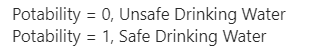 Potability = 0, Unsafe Drinking Water
Potability = 1, Safe Drinking Water